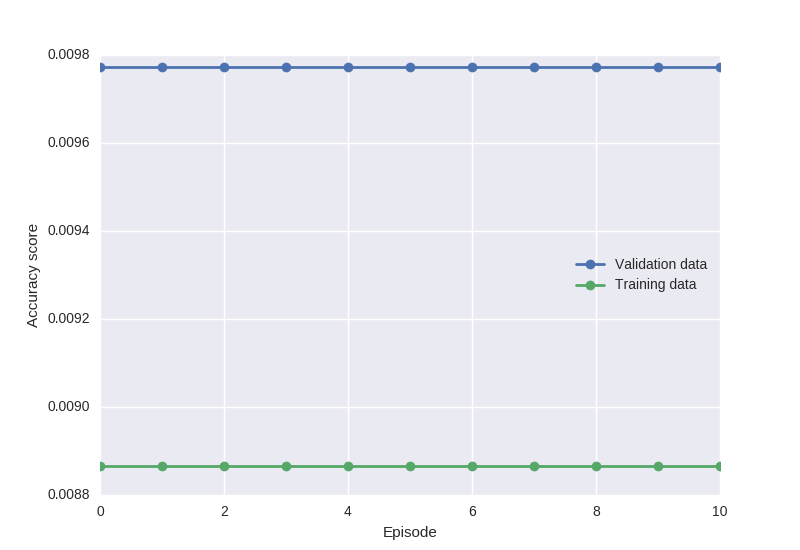 0.0098
0.0096
0.0094
0.0092
0.0090
0.0088
Accuracy score
Validation data
Training data
0 2 4 6 8 10
Episode